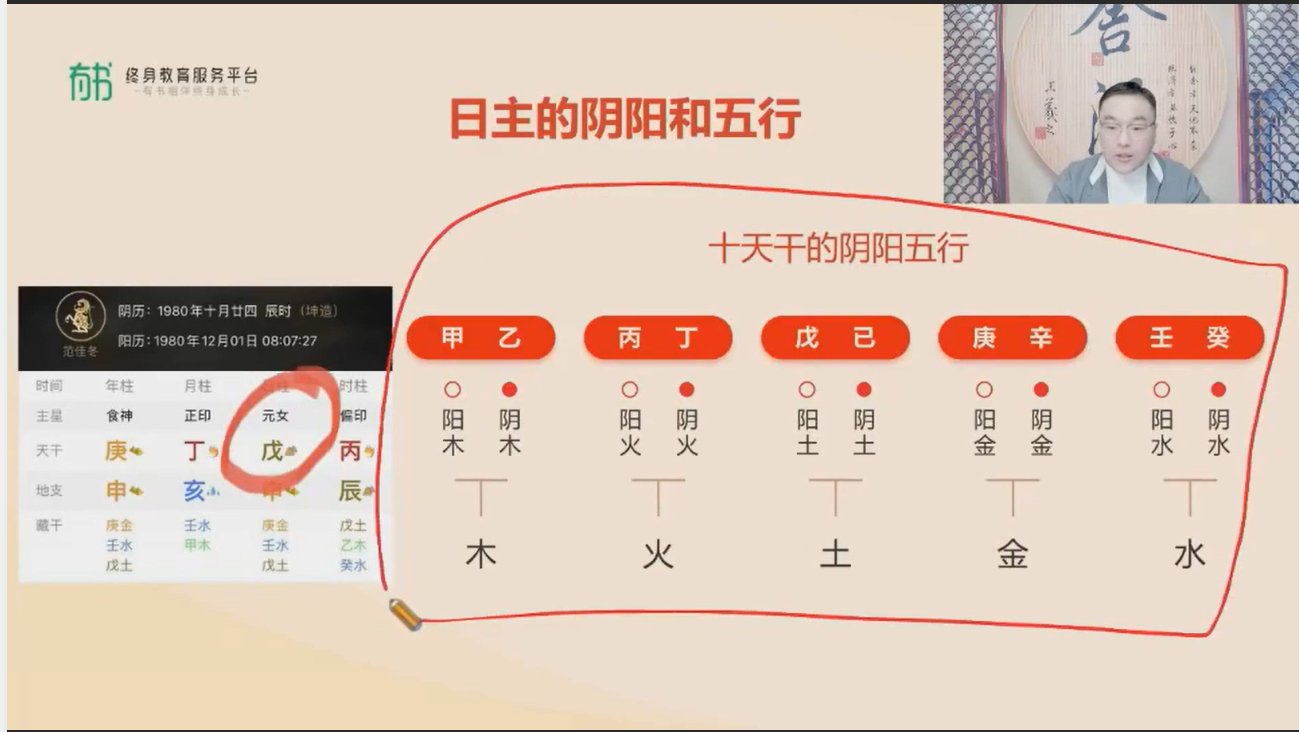 有书 终身教育服务平台
-有书相伴终身成长-
日主的阴阳和五行
舍
王羲之
十天干的阴阳五行
范佳冬
阴历：1980年十月廿四 辰时（坤造）
阳历：1980年12月01日 08:07:27
时间 年柱 月柱 时柱
主星 食神 正印 元女 偏印
天干 庚 丁 戊 丙
地支 申 亥 申 辰
藏干 庚金 壬水 庚金 戊土
壬水 甲木 壬水 乙木
戊土 戊土 癸水
甲 乙 丙 丁 戊 已 庚 辛 壬 癸
阳木 阴木 阳火 阴火 阳土 阴土 阳金 阴金 阳水 阴水
木 火 土 金 水